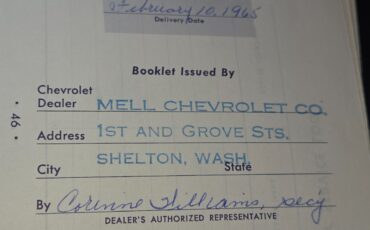 February 10, 1965
Delivery Date
Booklet Issued By
Chevrolet
Dealer MELL CHEVROLET CO.
Address 1ST AND GROVE STS.
SHELTON, WASH.
City State
By Corinne Williams, secy
DEALER'S AUTHORIZED REPRESENTATIVE
• 46 •